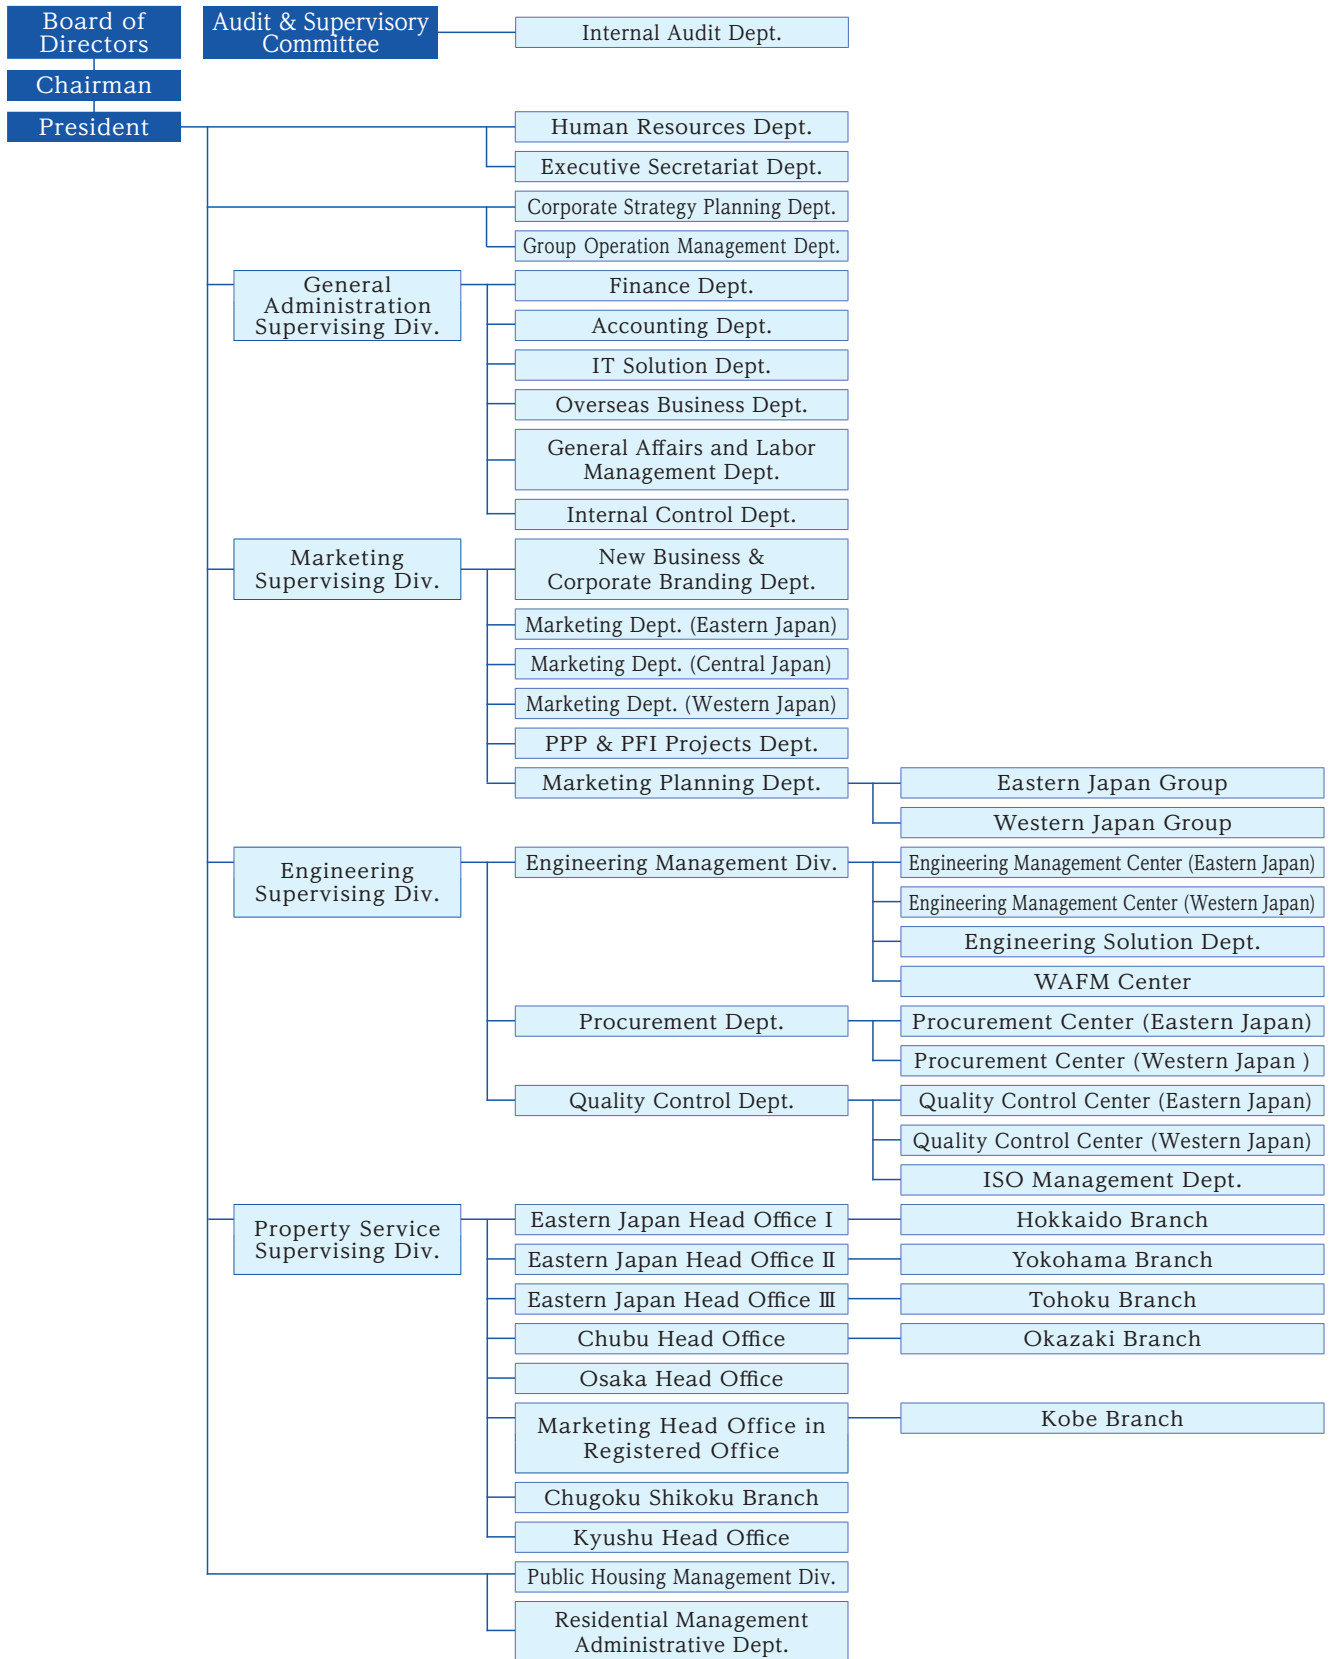 Board of
Directors
Audit & Supervisory
Committee
Internal Audit Dept.
Chairman
President
Human Resources Dept.
Executive Secretariat Dept.
Corporate Strategy Planning Dept.
Group Operation Management Dept.
General
Administration
Supervising Div.
Finance Dept.
Accounting Dept.
IT Solution Dept.
Overseas Business Dept.
General Affairs and Labor
Management Dept.
Internal Control Dept.
Marketing
Supervising Div.
New Business &
Corporate Branding Dept.
Marketing Dept. (Eastern Japan)
Marketing Dept. (Central Japan)
Marketing Dept. (Western Japan)
PPP & PFI Projects Dept.
Marketing Planning Dept.
Eastern Japan Group
Western Japan Group
Engineering
Supervising Div.
Engineering Management Div.
Engineering Management Center (Eastern Japan)
Engineering Management Center (Western Japan)
Engineering Solution Dept.
WAFM Center
Procurement Dept.
Procurement Center (Eastern Japan)
Procurement Center (Western Japan )
Quality Control Dept.
Quality Control Center (Eastern Japan)
Quality Control Center (Western Japan)
ISO Management Dept.
Property Service
Supervising Div.
Eastern Japan Head Office I
Hokkaido Branch
Eastern Japan Head Office Ⅱ
Yokohama Branch
Eastern Japan Head Office Ⅲ
Tohoku Branch
Chubu Head Office
Okazaki Branch
Osaka Head Office
Marketing Head Office in
Registered Office
Kobe Branch
Chugoku Shikoku Branch
Kyushu Head Office
Public Housing Management Div.
Residential Management
Administrative Dept.